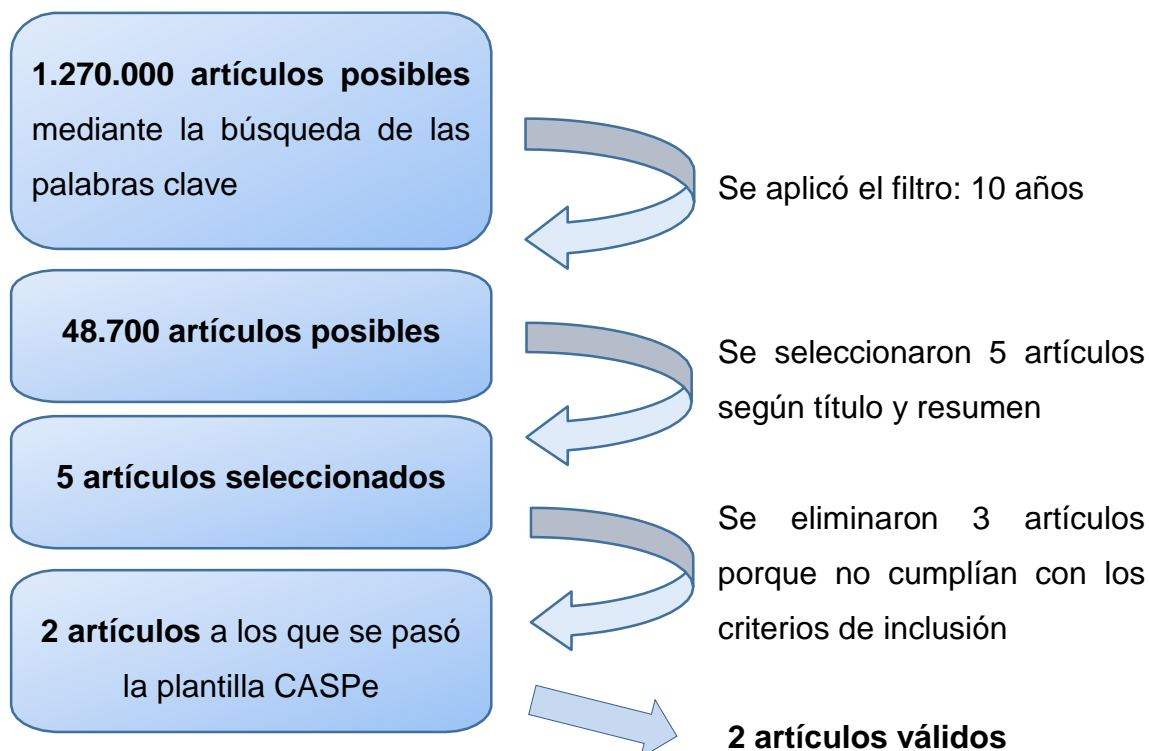 1.270.000 artículos posibles
mediante la búsqueda de las
palabras clave
Se aplicó el filtro: 10 años
48.700 artículos posibles
Se seleccionaron 5 artículos
según título y resumen
5 artículos seleccionados
Se eliminaron 3 artículos
porque no cumplían con los
criterios de inclusión
2 artículos a los que se pasó
la plantilla CASPe
2 artículos válidos